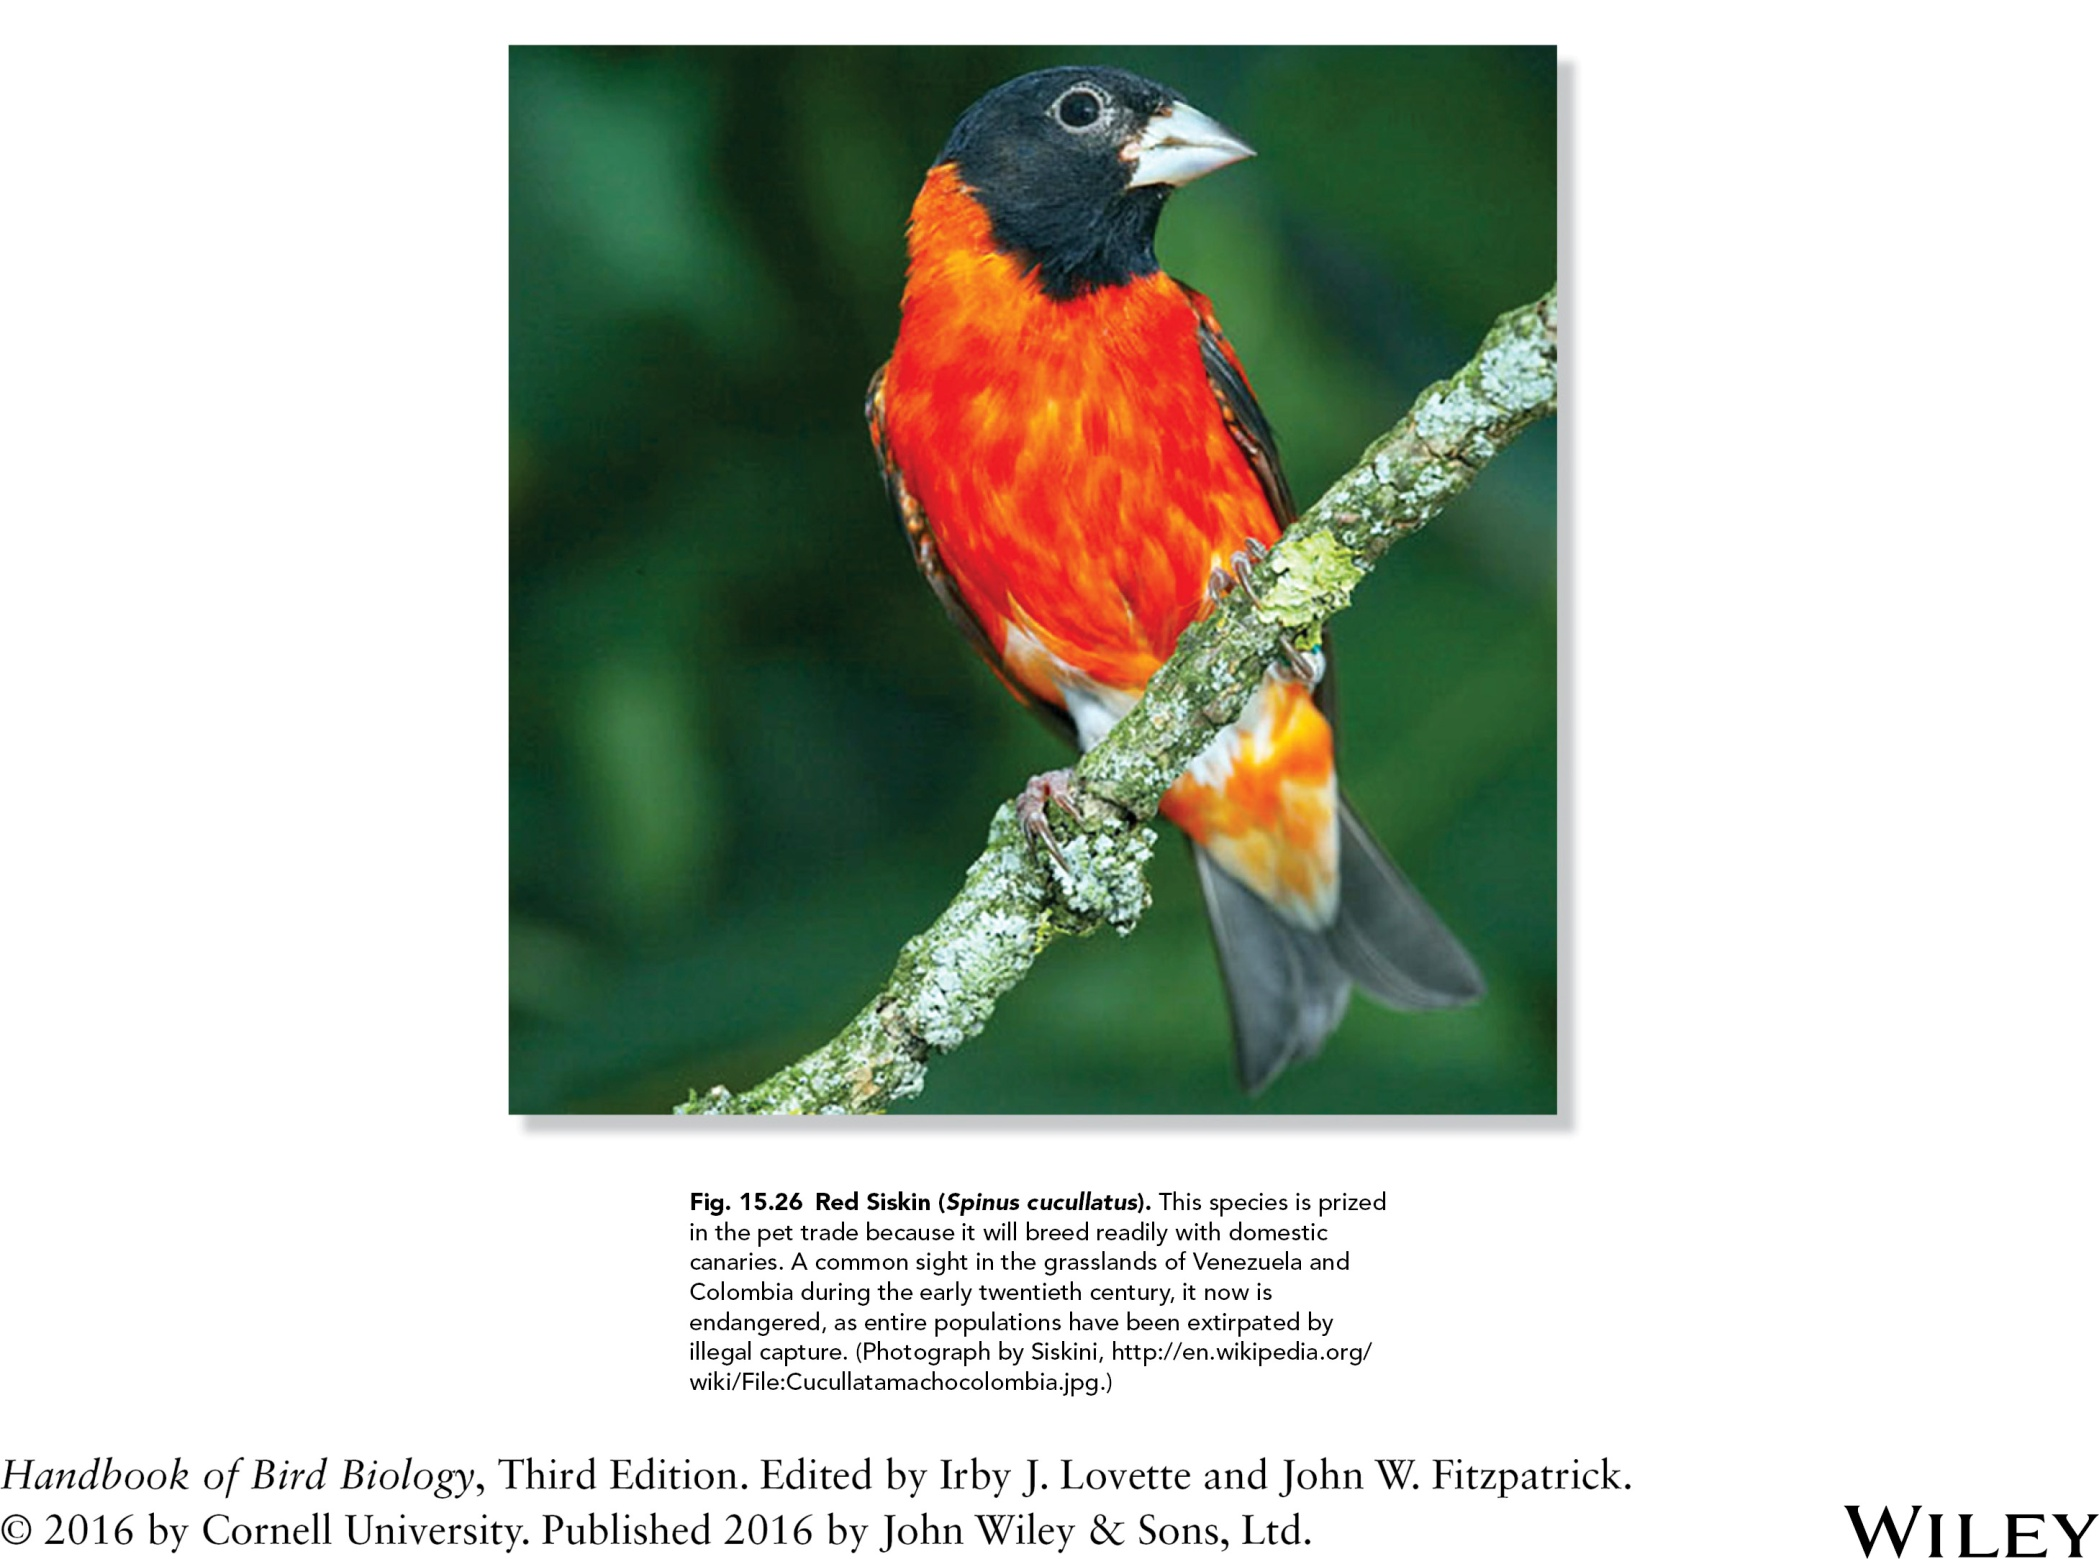 Fig. 15.26 Red Siskin (Spinus cucullatus). This species is prized
in the pet trade because it will breed readily with domestic
canaries. A common sight in the grasslands of Venezuela and
Colombia during the early twentieth century, it now is
endangered, as entire populations have been extirpated by
illegal capture. (Photograph by Siskini, http://en.wikipedia.org/
wiki/File:Cucullatamachocolombia.jpg.)
Handbook of Bird Biology, Third Edition. Edited by Irby J. Lovette and John W. Fitzpatrick.
© 2016 by Cornell University. Published 2016 by John Wiley & Sons, Ltd.
WILEY